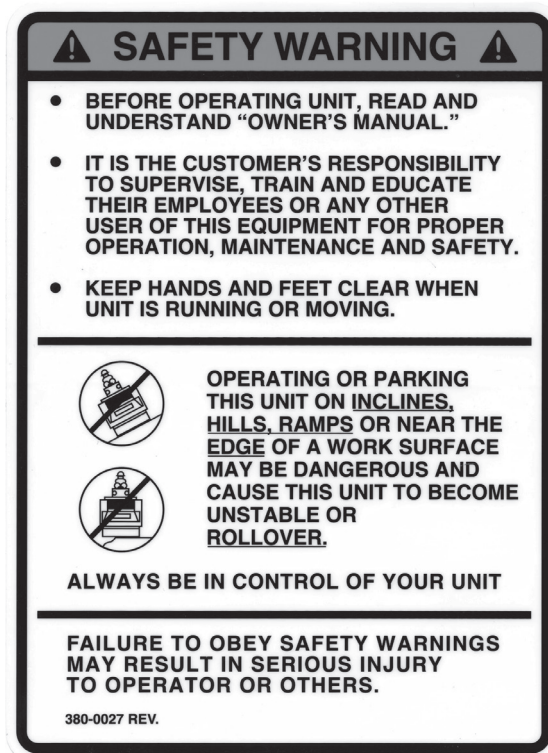 SAFETY WARNING
• BEFORE OPERATING UNIT, READ AND
UNDERSTAND “OWNER’S MANUAL.”
• IT IS THE CUSTOMER’S RESPONSIBILITY
TO SUPERVISE, TRAIN AND EDUCATE
THEIR EMPLOYEES OR ANY OTHER
USER OF THIS EQUIPMENT FOR PROPER
OPERATION, MAINTENANCE AND SAFETY.
• KEEP HANDS AND FEET CLEAR WHEN
UNIT IS RUNNING OR MOVING.
OPERATING OR PARKING
THIS UNIT ON INCLINES,
HILLS, RAMPS OR NEAR THE
EDGE OF A WORK SURFACE
MAY BE DANGEROUS AND
CAUSE THIS UNIT TO BECOME
UNSTABLE OR
ROLLOVER.
ALWAYS BE IN CONTROL OF YOUR UNIT
FAILURE TO OBEY SAFETY WARNINGS
MAY RESULT IN SERIOUS INJURY
TO OPERATOR OR OTHERS.
380-0027 REV.